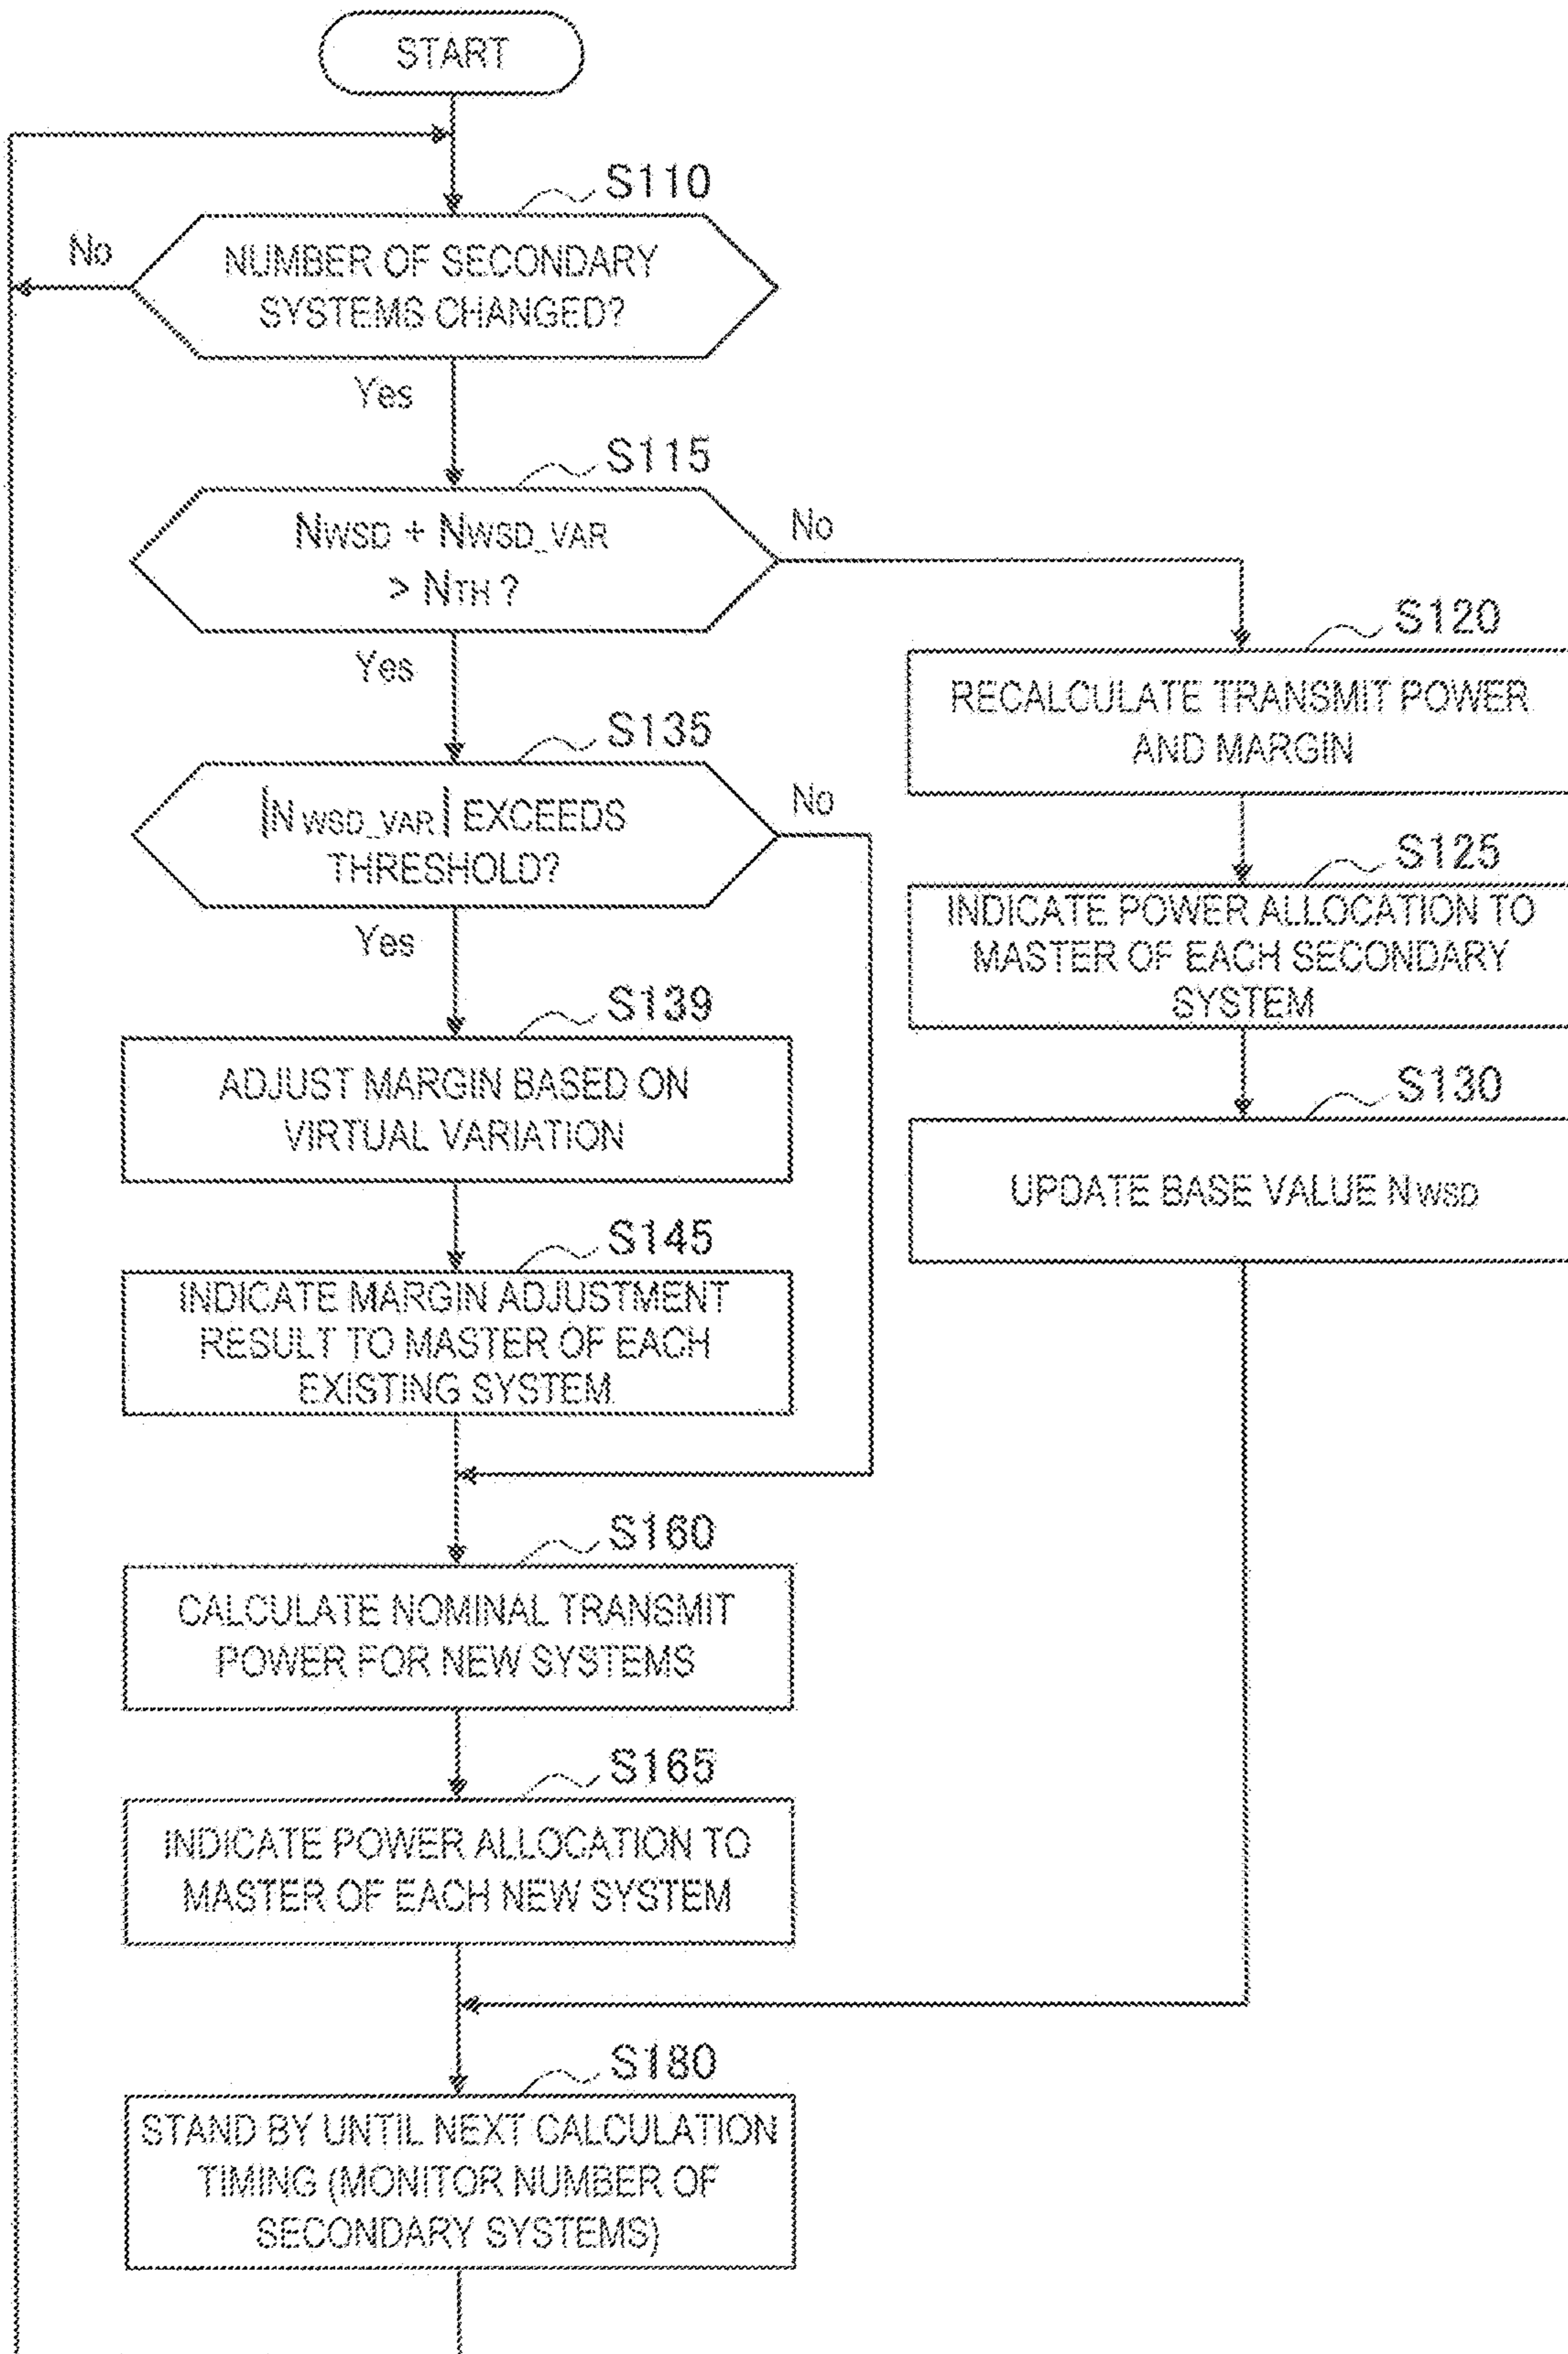 START
S110
No
NUMBER OF SECONDARY
SYSTEMS CHANGED?
Yes
S115
NWSD + NWSD_VAR
> NTH ?
No
Yes
S120
RECALCULATE TRANSMIT POWER
AND MARGIN
S135
|NWSD_VAR| EXCEEDS
THRESHOLD?
No
Yes
S125
INDICATE POWER ALLOCATION TO
MASTER OF EACH SECONDARY
SYSTEM
S139
ADJUST MARGIN BASED ON
VIRTUAL VARIATION
S130
UPDATE BASE VALUE NWSD
S145
INDICATE MARGIN ADJUSTMENT
RESULT TO MASTER OF EACH
EXISTING SYSTEM
S160
CALCULATE NOMINAL TRANSMIT
POWER FOR NEW SYSTEMS
S165
INDICATE POWER ALLOCATION TO
MASTER OF EACH NEW SYSTEM
S180
STAND BY UNTIL NEXT CALCULATION
TIMING (MONITOR NUMBER OF
SECONDARY SYSTEMS)